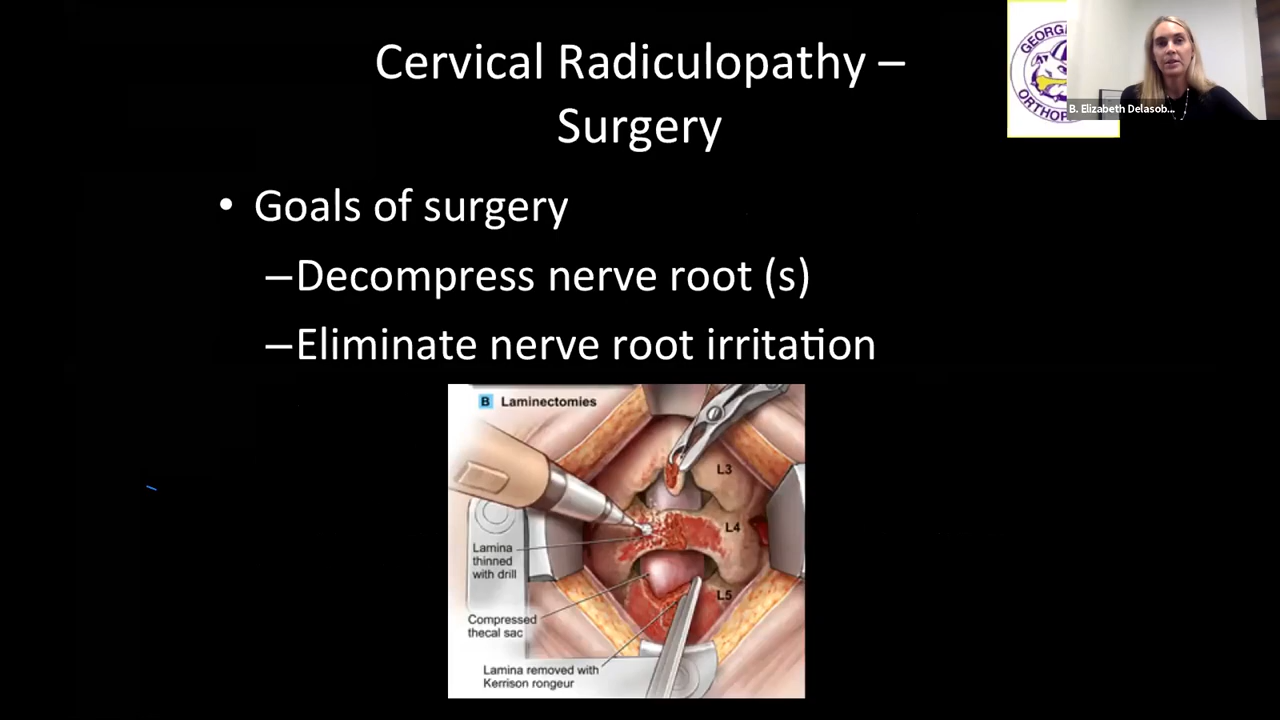 Cervical Radiculopathy –
Surgery
• Goals of surgery
–Decompress nerve root (s)
–Eliminate nerve root irritation
B Laminectomies
L3
L4
Lamina
thinned
with drill
L5
Compressed
thecal sac
Lamina removed with
Kerrison rongeur
GEORG
ORTHOP
B. Elizabeth Delasob...